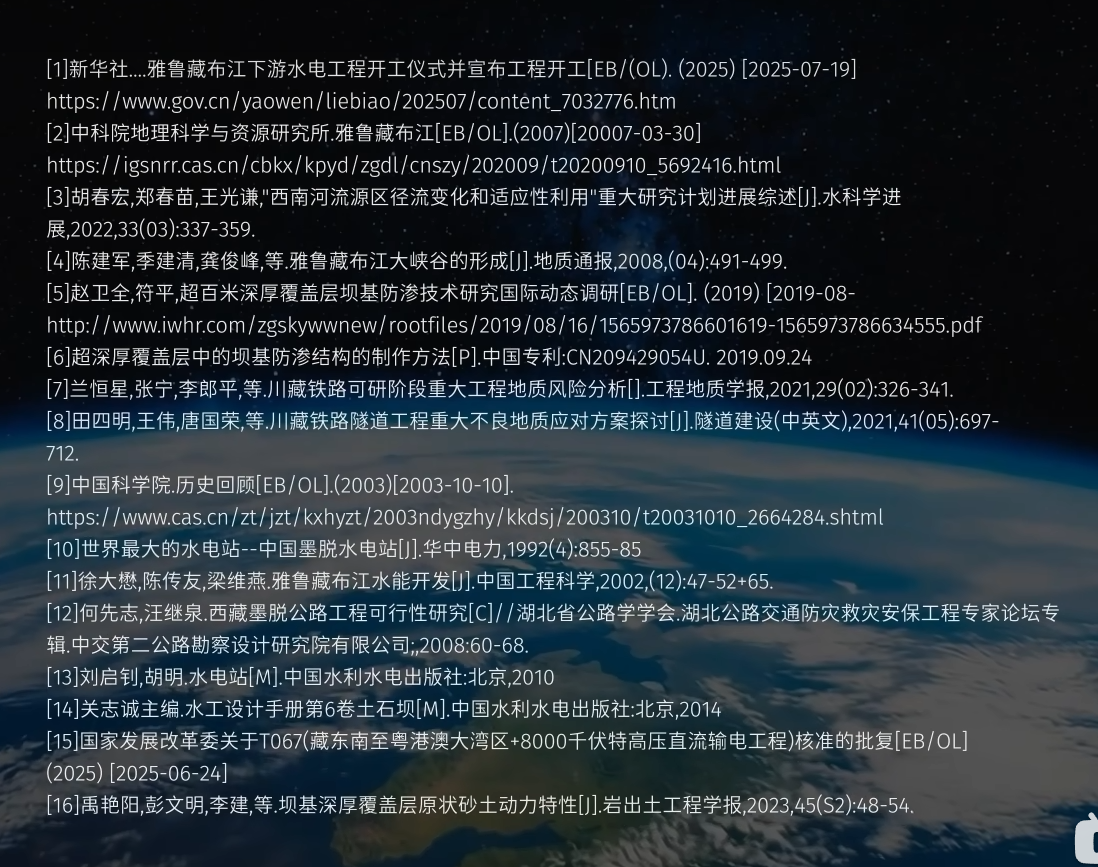 [1]新华社....雅鲁藏布江下游水电工程开工仪式并宣布工程开工[EB/(OL). (2025) [2025-07-19]
https://www.gov.cn/yaowen/liebiao/202507/content_7032776.htm
[2]中科院地理科学与资源研究所.雅鲁藏布江[EB/OL].(2007)[20007-03-30]
https://igsnrr.cas.cn/cbkx/kpyd/zgdl/cnszy/202009/t20200910_5692416.html
[3]胡春宏,郑春苗,王光谦,"西南河流源区径流变化和适应性利用"重大研究计划进展综述[J].水科学进
展,2022,33(03):337-359.
[4]陈建军,季建清,龚俊峰,等.雅鲁藏布江大峡谷的形成[J].地质通报,2008,(04):491-499.
[5]赵卫全,符平,超百米深厚覆盖层坝基防渗技术研究国际动态调研[EB/OL]. (2019) [2019-08-
http://www.iwhr.com/zgskywwnew/rootfiles/2019/08/16/1565973786601619-1565973786634555.pdf
[6]超深厚覆盖层中的坝基防渗结构的制作方法[P].中国专利:CN209429054U. 2019.09.24
[7]兰恒星,张宁,李郎平,等.川藏铁路可研阶段重大工程地质风险分析[].工程地质学报,2021,29(02):326-341.
[8]田四明,王伟,唐国荣,等.川藏铁路隧道工程重大不良地质应对方案探讨[J].隧道建设(中英文),2021,41(05):697-
712.
[9]中国科学院.历史回顾[EB/OL].(2003)[2003-10-10].
https://www.cas.cn/zt/jzt/kxhyzt/2003ndygzhy/kkdsj/200310/t20031010_2664284.shtml
[10]世界最大的水电站--中国墨脱水电站[J].华中电力,1992(4):855-85
[11]徐大懋,陈传友,梁维燕.雅鲁藏布江水能开发[J].中国工程科学,2002,(12):47-52+65.
[12]何先志,汪继泉.西藏墨脱公路工程可行性研究[C]//湖北省公路学学会.湖北公路交通防灾救灾安保工程专家论坛专
辑.中交第二公路勘察设计研究院有限公司;,2008:60-68.
[13]刘启钊,胡明.水电站[M].中国水利水电出版社:北京,2010
[14]关志诚主编.水工设计手册第6卷土石坝[M].中国水利水电出版社:北京,2014
[15]国家发展改革委关于T067(藏东南至粤港澳大湾区+8000千伏特高压直流输电工程)核准的批复[EB/OL]
(2025) [2025-06-24]
[16]禹艳阳,彭文明,李建,等.坝基深厚覆盖层原状砂土动力特性[J].岩出土工程学报,2023,45(S2):48-54.